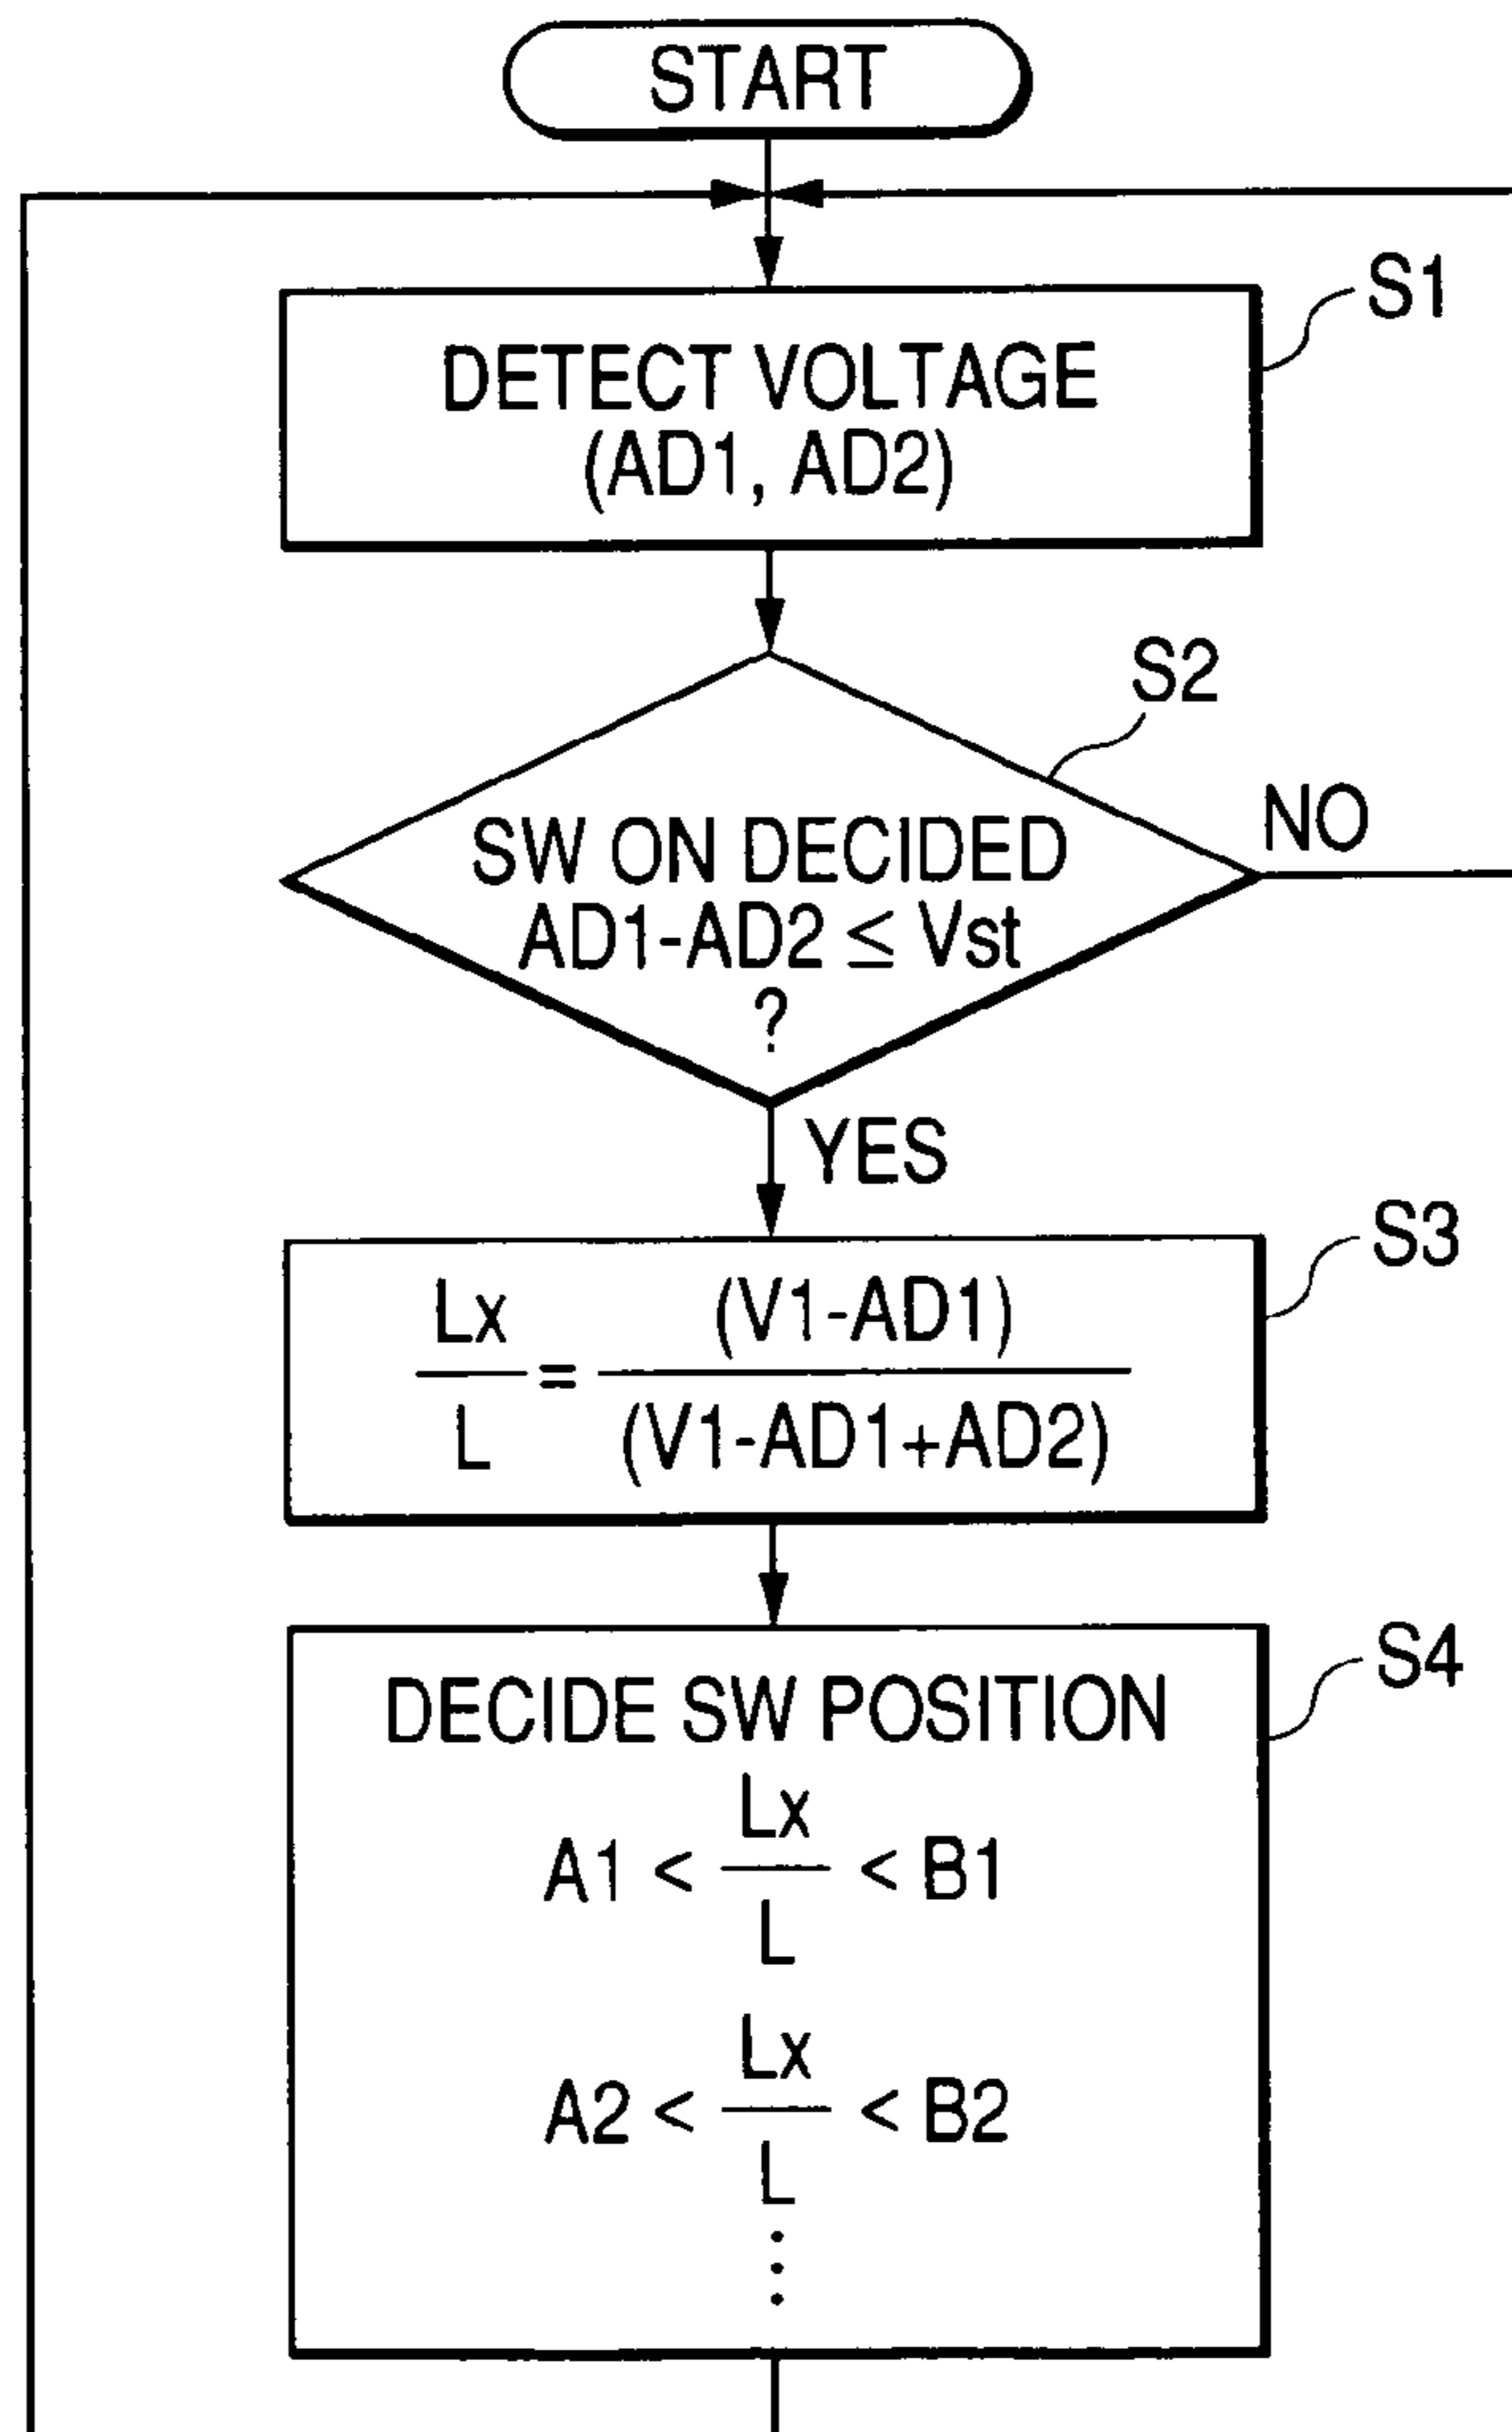 START
S1
DETECT VOLTAGE
(AD1, AD2)
S2
NO
SW ON DECIDED
AD1-AD2 ≤ Vst
?
YES
S3
Lx
L
=
(V1-AD1)
(V1-AD1+AD2)
S4
DECIDE SW POSITION
Lx
A1 < — < B1
L
Lx
A2 < — < B2
L
⋮